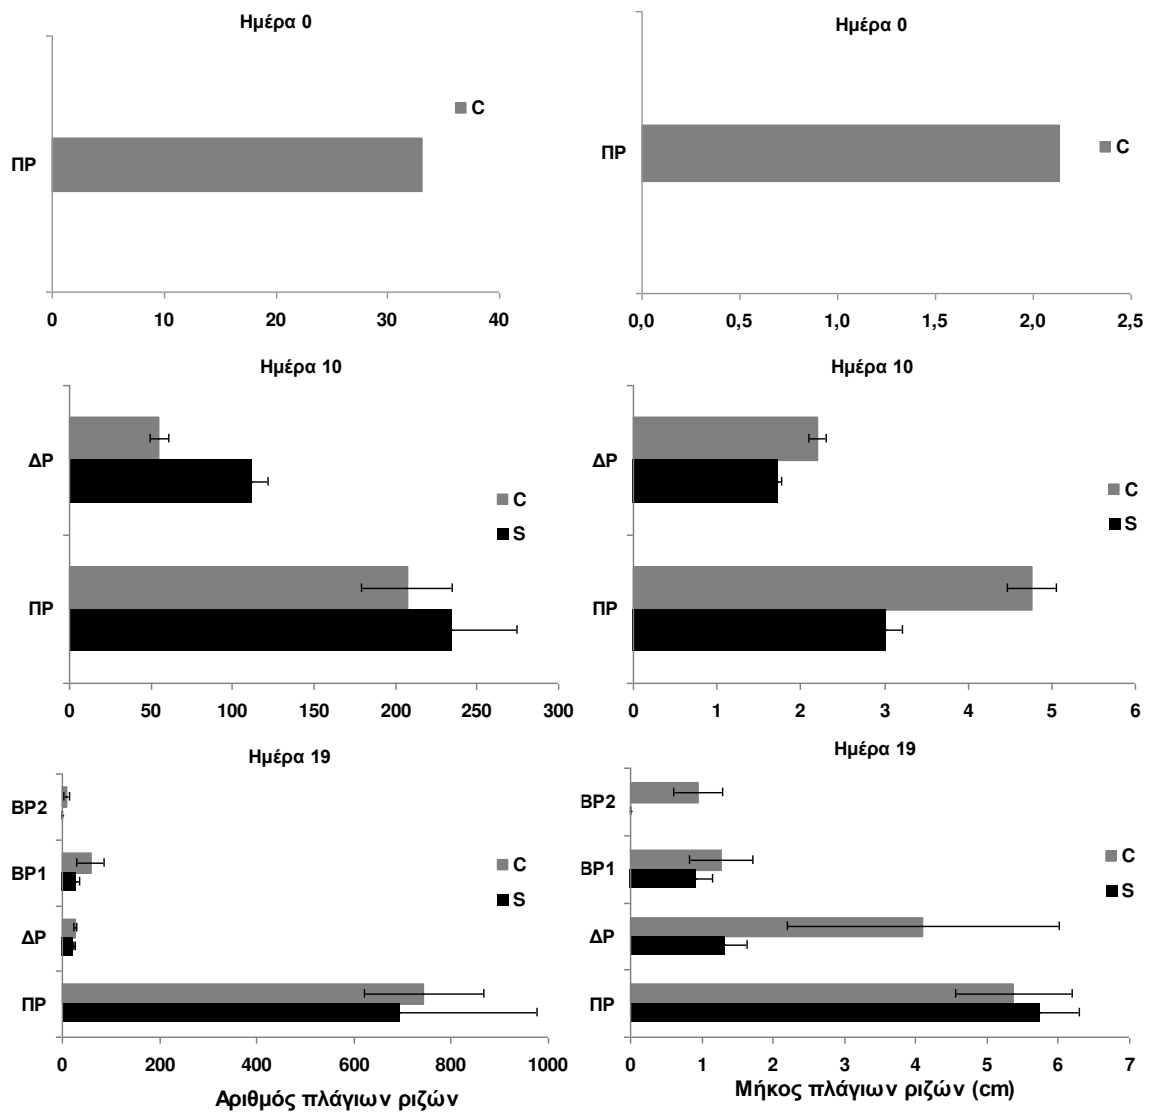 Ημέρα 0
C
ΠΡ
0 10 20 30 40
Ημέρα 0
C
ΠΡ
0,0 0,5 1,0 1,5 2,0 2,5
Ημέρα 10
ΔΡ
C
S
ΠΡ
0 50 100 150 200 250 300
Ημέρα 10
ΔΡ
C
S
ΠΡ
0 1 2 3 4 5 6
Ημέρα 19
ΒΡ2
ΒΡ1
C
S
ΔΡ
ΠΡ
0 200 400 600 800 1000
Αριθμός πλάγιων ριζών
Ημέρα 19
ΒΡ2
ΒΡ1
C
S
ΔΡ
ΠΡ
0 1 2 3 4 5 6 7
Μήκος πλάγιων ριζών (cm)